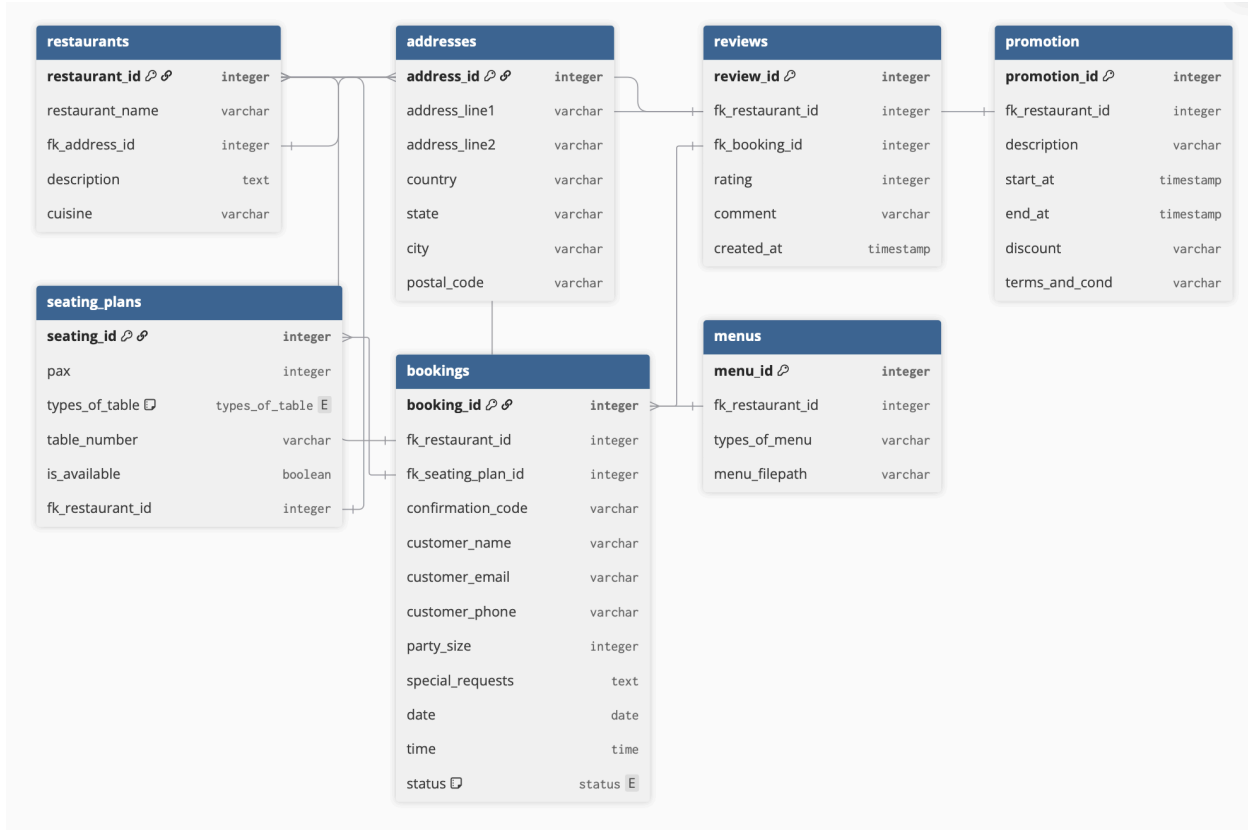 restaurants
restaurant_id integer
restaurant_name varchar
fk_address_id integer
description text
cuisine varchar
addresses
address_id integer
address_line1 varchar
address_line2 varchar
country varchar
state varchar
city varchar
postal_code varchar
reviews
review_id integer
fk_restaurant_id integer
fk_booking_id integer
rating integer
comment varchar
created_at timestamp
promotion
promotion_id integer
fk_restaurant_id integer
description varchar
start_at timestamp
end_at timestamp
discount varchar
terms_and_cond varchar
seating_plans
seating_id integer
pax integer
types_of_table types_of_table E
table_number varchar
is_available boolean
fk_restaurant_id integer
bookings
booking_id integer
fk_restaurant_id integer
fk_seating_plan_id integer
confirmation_code varchar
customer_name varchar
customer_email varchar
customer_phone varchar
party_size integer
special_requests text
date date
time time
status status E
menus
menu_id integer
fk_restaurant_id integer
types_of_menu varchar
menu_filepath varchar